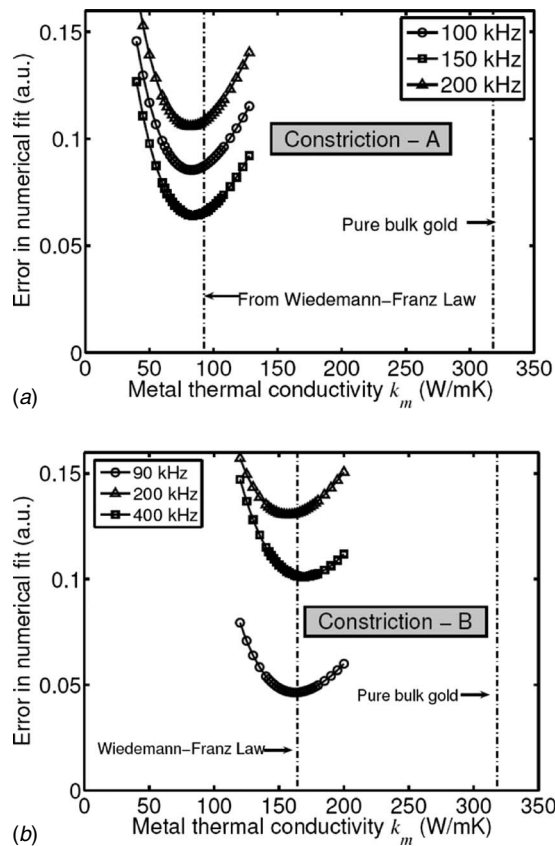 0.15
0.1
0.05
0
Error in numerical fit (a.u.)
100 kHz
150 kHz
200 kHz
Constriction − A
Pure bulk gold
From Wiedemann−Franz Law
0 50 100 150 200 250 300 350
Metal thermal conductivity km (W/mK)
(a)
0.15
0.1
0.05
0
Error in numerical fit (a.u.)
90 kHz
200 kHz
400 kHz
Constriction − B
Pure bulk gold
Wiedemann−Franz Law
0 50 100 150 200 250 300 350
Metal thermal conductivity km (W/mK)
(b)